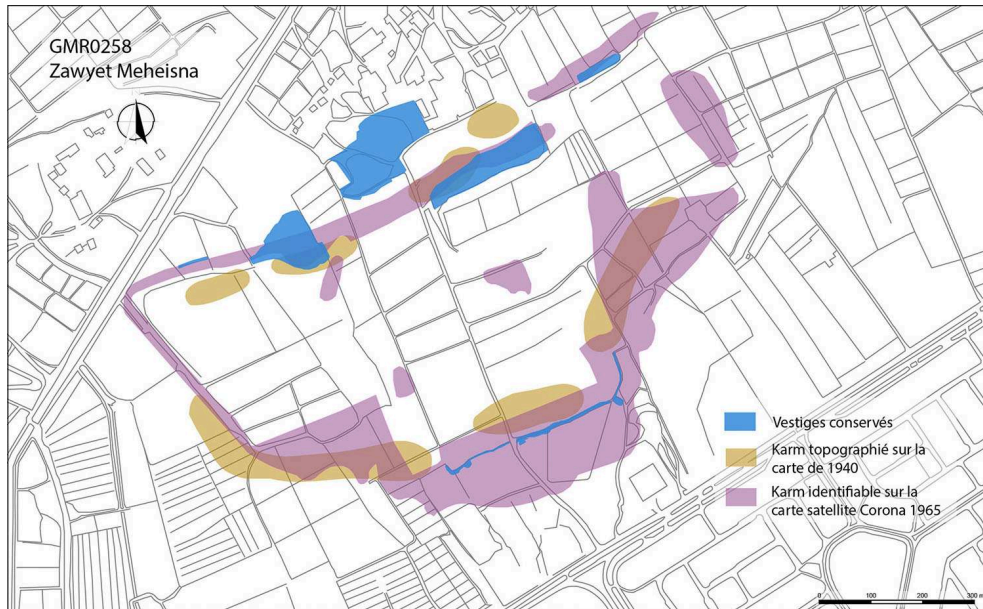 GMR0258
Zawyet Meheisna
Vestiges conservés
Karm topographié sur la
carte de 1940
Karm identifiable sur la
carte satellite Corona 1965
0 100 200 300 m